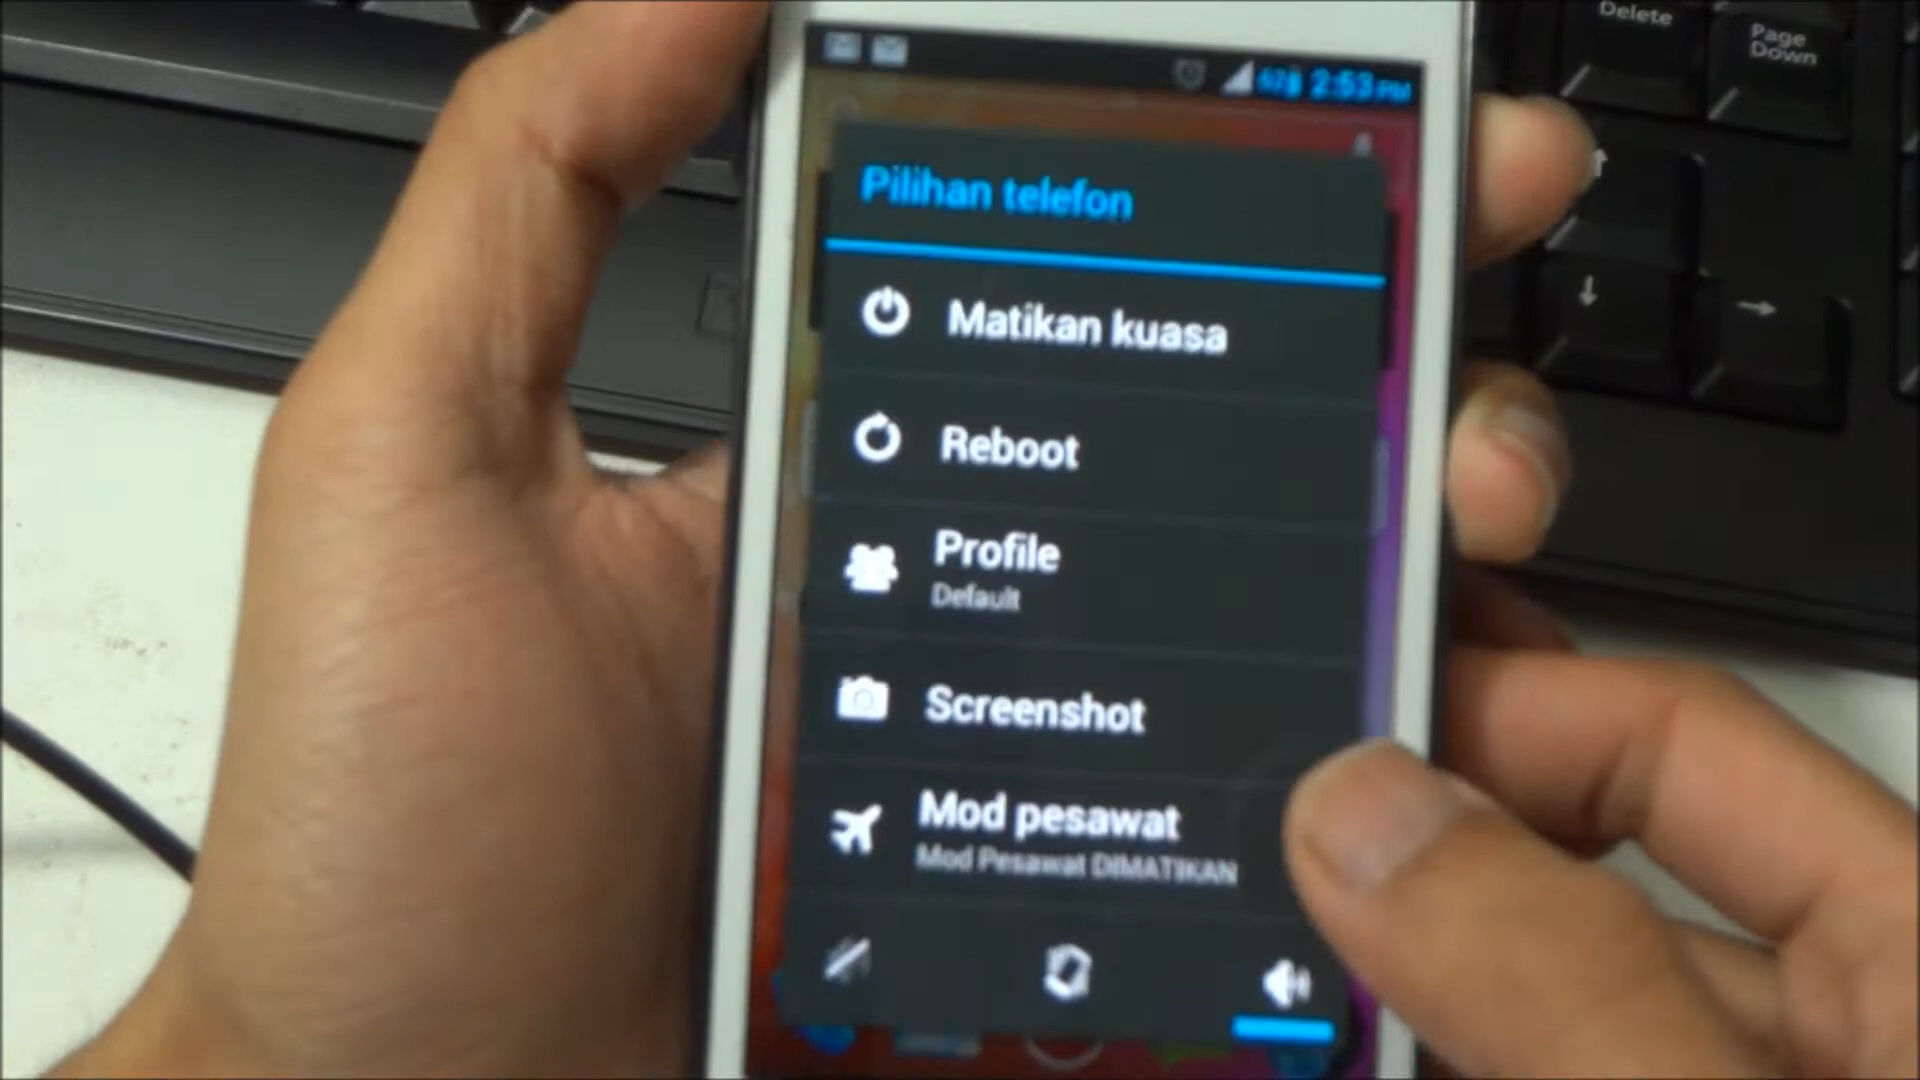 Delete
Page
Down
2:53 PM
Pilihan telefon
Matikan kuasa
Reboot
Profile
Default
Screenshot
Mod pesawat
Mod Pesawat DIMATIKAN